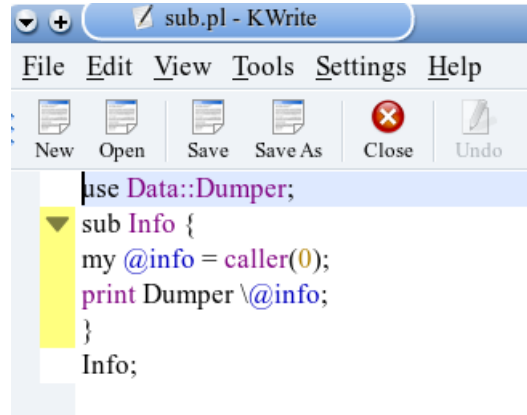 sub.pl - KWrite
File Edit View Tools Settings Help
New Open Save Save As Close Undo
use Data::Dumper;
sub Info {
my @info = caller(0);
print Dumper \@info;
}
Info;